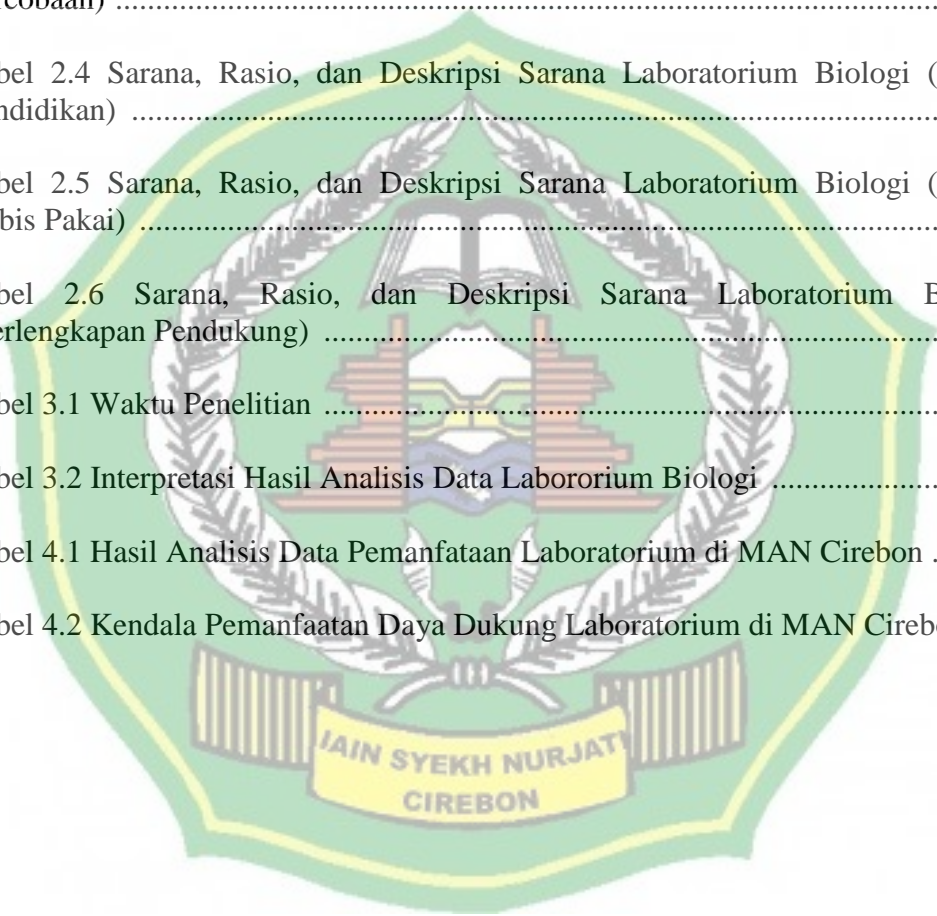 rcobaan) ....................................................................................................
bel 2.4 Sarana, Rasio, dan Deskripsi Sarana Laboratorium Biologi (
ndidikan) ....................................................................................................
bel 2.5 Sarana, Rasio, dan Deskripsi Sarana Laboratorium Biologi (
bis Pakai) ....................................................................................................
bel 2.6 Sarana, Rasio, dan Deskripsi Sarana Laboratorium B
erlengkapan Pendukung) ..............................................................................
bel 3.1 Waktu Penelitian ..............................................................................
bel 3.2 Interpretasi Hasil Analisis Data Labororium Biologi .....................
bel 4.1 Hasil Analisis Data Pemanfataan Laboratorium di MAN Cirebon .
bel 4.2 Kendala Pemanfaatan Daya Dukung Laboratorium di MAN Cirebo
IAIN SYEKH NURJATI
CIREBON